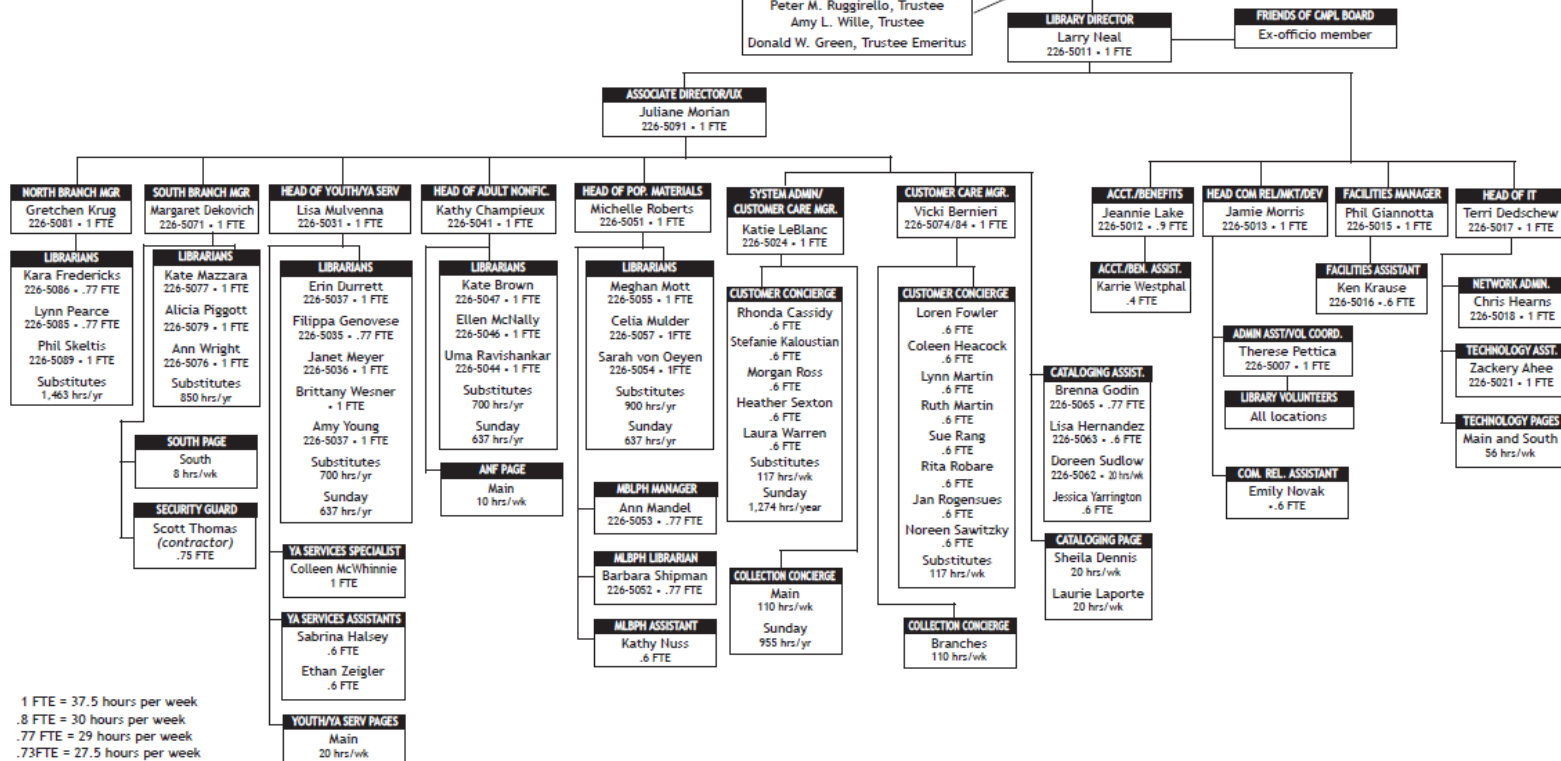 Peter M. Ruggirello, Trustee
Amy L. Wille, Trustee
Donald W. Green, Trustee Emeritus
LIBRARY DIRECTOR
Larry Neal
226-5011 • 1 FTE
FRIENDS OF CMPL BOARD
Ex-officio member
ASSOCIATE DIRECTOR/UX
Juliane Morian
226-5091 • 1 FTE
NORTH BRANCH MGR
Gretchen Krug
226-5081 • 1 FTE
LIBRARIANS
Kara Fredericks
226-5086 • .77 FTE
Lynn Pearce
226-5085 • .77 FTE
Phil Skeltis
226-5089 • 1 FTE
Substitutes
1,463 hrs/yr
SOUTH BRANCH MGR
Margaret Dekovich
226-5071 • 1 FTE
LIBRARIANS
Kate Mazzara
226-5077 • 1 FTE
Alicia Piggott
226-5079 • 1 FTE
Ann Wright
226-5076 • 1 FTE
Substitutes
850 hrs/yr
SOUTH PAGE
South
8 hrs/wk
SECURITY GUARD
Scott Thomas
(contractor)
.75 FTE
HEAD OF YOUTH/YA SERV
Lisa Mulvenna
226-5031 • 1 FTE
LIBRARIANS
Erin Durrett
226-5037 • 1 FTE
Filippa Genovese
226-5035 • .77 FTE
Janet Meyer
226-5036 • 1 FTE
Brittany Wesner
• 1 FTE
Amy Young
226-5037 • 1 FTE
Substitutes
700 hrs/yr
Sunday
637 hrs/yr
YA SERVICES SPECIALIST
Colleen McWhinnie
1 FTE
YA SERVICES ASSISTANTS
Sabrina Halsey
.6 FTE
Ethan Zeigler
.6 FTE
YOUTH/YA SERV PAGES
Main
20 hrs/wk
HEAD OF ADULT NONFIC.
Kathy Champieux
226-5041 • 1 FTE
LIBRARIANS
Kate Brown
226-5047 • 1 FTE
Ellen McNally
226-5046 • 1 FTE
Uma Ravishankar
226-5044 • 1 FTE
Substitutes
700 hrs/yr
Sunday
637 hrs/yr
ANF PAGE
Main
10 hrs/wk
HEAD OF POP. MATERIALS
Michelle Roberts
226-5051 • 1 FTE
LIBRARIANS
Meghan Mott
226-5055 • 1 FTE
Celia Mulder
226-5057 • 1FTE
Sarah von Oeyen
226-5054 • 1FTE
Substitutes
900 hrs/yr
Sunday
637 hrs/yr
MBLPH MANAGER
Ann Mandel
226-5053 • .77 FTE
MLBPH LIBRARIAN
Barbara Shipman
226-5052 • .77 FTE
MLBPH ASSISTANT
Kathy Nuss
.6 FTE
SYSTEM ADMIN/
CUSTOMER CARE MGR.
Katie LeBlanc
226-5024 • 1 FTE
CUSTOMER CONCIERGE
Rhonda Cassidy
.6 FTE
Stefanie Kaloustian
.6 FTE
Morgan Ross
.6 FTE
Heather Sexton
.6 FTE
Laura Warren
.6 FTE
Substitutes
117 hrs/wk
Sunday
1,274 hrs/year
COLLECTION CONCIERGE
Main
110 hrs/wk
Sunday
955 hrs/yr
CUSTOMER CARE MGR.
Vicki Bernieri
226-5074/84 • 1 FTE
CUSTOMER CONCIERGE
Loren Fowler
.6 FTE
Coleen Heacock
.6 FTE
Lynn Martin
.6 FTE
Ruth Martin
.6 FTE
Sue Rang
.6 FTE
Rita Robare
.6 FTE
Jan Rogensues
.6 FTE
Noreen Sawitzky
.6 FTE
Substitutes
117 hrs/wk
COLLECTION CONCIERGE
Branches
110 hrs/wk
CATALOGING ASSIST.
Brenna Godin
226-5065 • .77 FTE
Lisa Hernandez
226-5063 • .6 FTE
Doreen Sudlow
226-5062 • 20 hrs/wk
Jessica Yarrington
.6 FTE
CATALOGING PAGE
Sheila Dennis
20 hrs/wk
Laurie Laporte
20 hrs/wk
ACCT./BENEFITS
Jeannie Lake
226-5012 • .9 FTE
ACCT./BEN. ASSIST.
Karrie Westphal
.4 FTE
HEAD COM REL/MKT/DEV
Jamie Morris
226-5013 • 1 FTE
ADMIN ASST/VOL COORD.
Therese Pettica
226-5007 • 1 FTE
LIBRARY VOLUNTEERS
All locations
COM. REL. ASSISTANT
Emily Novak
•.6 FTE
FACILITIES MANAGER
Phil Giannotta
226-5015 • 1 FTE
FACILITIES ASSISTANT
Ken Krause
226-5016 •.6 FTE
HEAD OF IT
Terri Dedschew
226-5017 • 1 FTE
NETWORK ADMIN.
Chris Hearns
226-5018 • 1 FTE
TECHNOLOGY ASST.
Zackery Ahee
226-5021 • 1 FTE
TECHNOLOGY PAGES
Main and South
56 hrs/wk
1 FTE = 37.5 hours per week
.8 FTE = 30 hours per week
.77 FTE = 29 hours per week
.73FTE = 27.5 hours per week